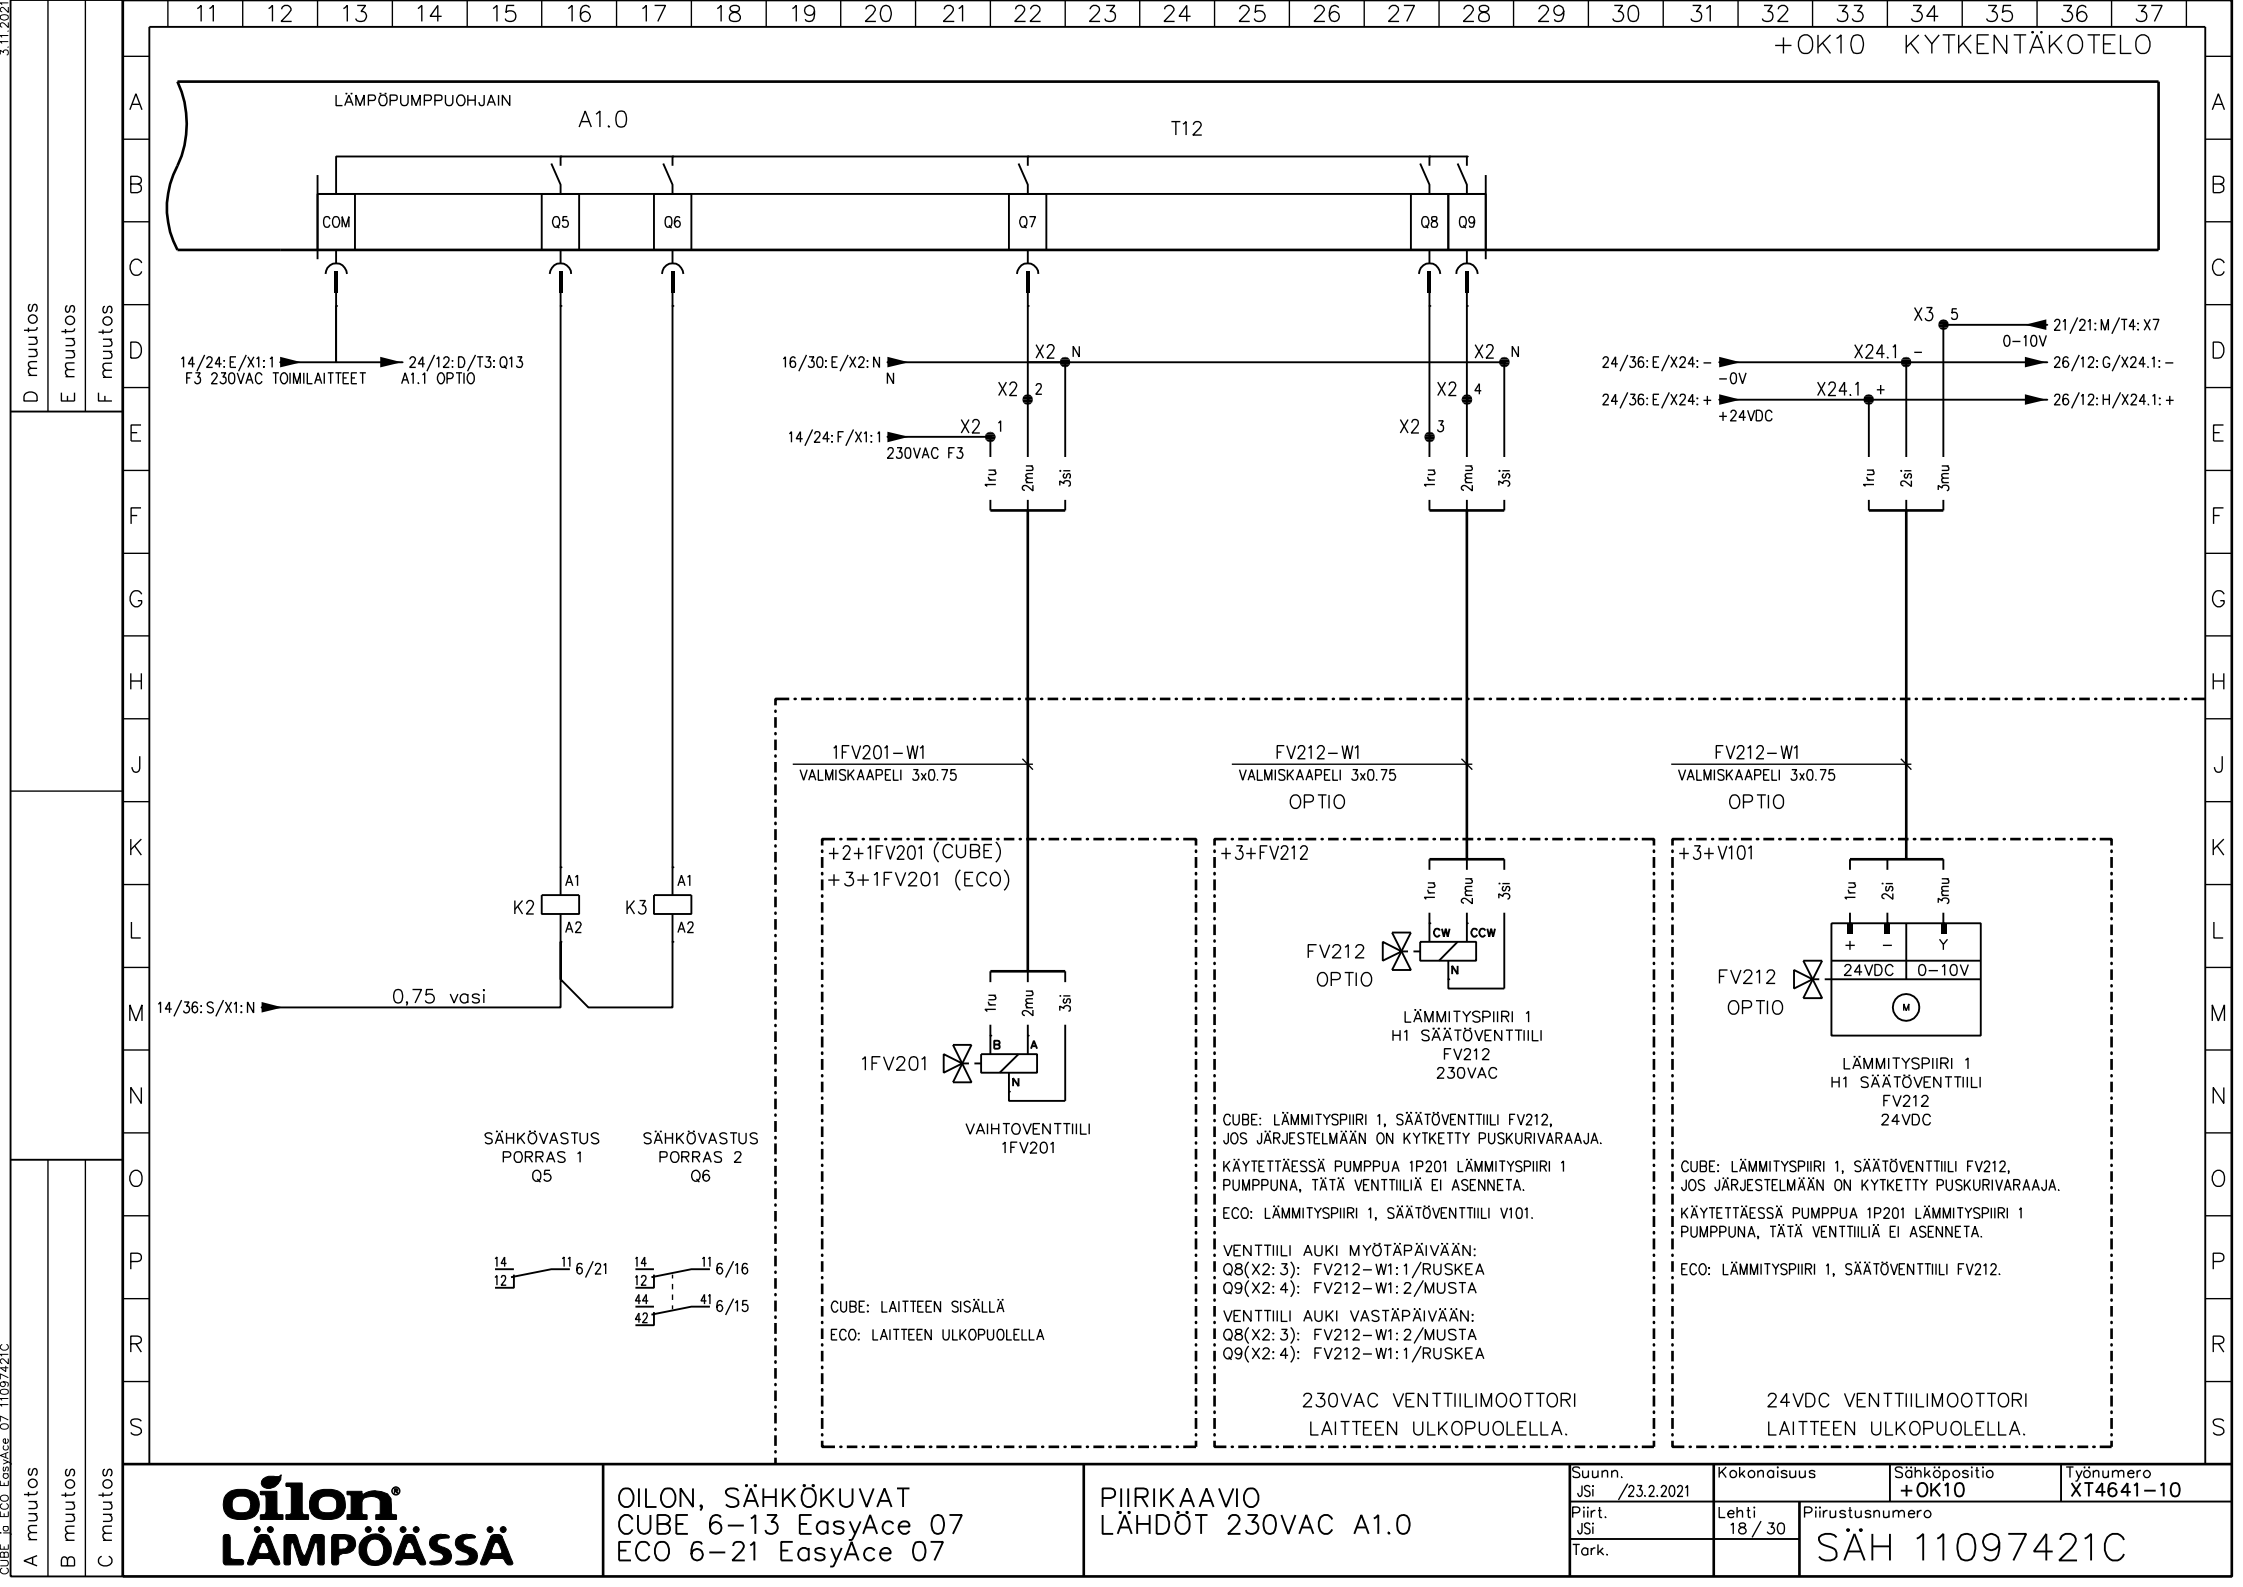 11 12 13 14 15 16 17 18 19 20 21 22 23 24 25 26 27 28 29 30 31 32 33 34 35 36 37
+OK10 KYTKENTÄKOTELO
LÄMPÖPUMPPUOHJAIN
A1.0
T12
COM Q5 Q6 Q7 Q8 Q9
A
B
C
D
E
F
G
H
J
K
L
M
N
O
P
R
S
A
B
C
D
E
F
G
H
J
K
L
M
N
O
P
R
S
14/24:E/X1:1
F3 230VAC TOIMILAITTEET
24/12:D/T3:Q13
A1.1 OPTIO
16/30:E/X2:N
N
X2 N
X2 2
14/24:F/X1:1
230VAC F3
X2 1
1ru 2mu 3si
X2 N
X2 4
X2 3
1ru 2mu 3si
X3 5
21/21:M/T4:X7
0-10V
24/36:E/X24:-
-0V
X24.1 -
26/12:G/X24.1:-
24/36:E/X24:+
+24VDC
X24.1 +
26/12:H/X24.1:+
1ru 2si 3mu
1FV201-W1
VALMISKAAPELI 3x0.75
FV212-W1
VALMISKAAPELI 3x0.75
OPTIO
FV212-W1
VALMISKAAPELI 3x0.75
OPTIO
K2 A1 A2
K3 A1 A2
14/36:S/X1:N
0,75 vasi
SÄHKÖVASTUS
PORRAS 1
Q5
SÄHKÖVASTUS
PORRAS 2
Q6
14 11 6/21
12
14 11 6/16
12
44 41 6/15
42
+2+1FV201 (CUBE)
+3+1FV201 (ECO)
1ru 2mu 3si
B A
1FV201
N
VAIHTOVENTTIILI
1FV201
CUBE: LAITTEEN SISÄLLÄ
ECO: LAITTEEN ULKOPUOLELLA
+3+FV212
1ru 2mu 3si
CW CCW
FV212
N
OPTIO
LÄMMITYSPIIRI 1
H1 SÄÄTÖVENTTIILI
FV212
230VAC
CUBE: LÄMMITYSPIIRI 1, SÄÄTÖVENTTIILI FV212,
JOS JÄRJESTELMÄÄN ON KYTKETTY PUSKURIVARAAJA.
KÄYTETTÄESSÄ PUMPPUA 1P201 LÄMMITYSPIIRI 1
PUMPPUNA, TÄTÄ VENTTIILIÄ EI ASENNETA.
ECO: LÄMMITYSPIIRI 1, SÄÄTÖVENTTIILI V101.
VENTTIILI AUKI MYÖTÄPÄIVÄÄN:
Q8(X2:3): FV212-W1:1/RUSKEA
Q9(X2:4): FV212-W1:2/MUSTA
VENTTIILI AUKI VASTÄPÄIVÄÄN:
Q8(X2:3): FV212-W1:2/MUSTA
Q9(X2:4): FV212-W1:1/RUSKEA
230VAC VENTTIILIMOOTTORI
LAITTEEN ULKOPUOLELLA.
+3+V101
1ru 2si 3mu
+ - Y
24VDC 0-10V
FV212
OPTIO
M
LÄMMITYSPIIRI 1
H1 SÄÄTÖVENTTIILI
FV212
24VDC
CUBE: LÄMMITYSPIIRI 1, SÄÄTÖVENTTIILI FV212,
JOS JÄRJESTELMÄÄN ON KYTKETTY PUSKURIVARAAJA.
KÄYTETTÄESSÄ PUMPPUA 1P201 LÄMMITYSPIIRI 1
PUMPPUNA, TÄTÄ VENTTIILIÄ EI ASENNETA.
ECO: LÄMMITYSPIIRI 1, SÄÄTÖVENTTIILI FV212.
24VDC VENTTIILIMOOTTORI
LAITTEEN ULKOPUOLELLA.
3.11.2021
D muutos
E muutos
F muutos
A muutos
B muutos
C muutos
CUBE ja ECO EasyAce 07 11097421C
oilon®
LÄMPÖÄSSÄ
OILON, SÄHKÖKUVAT
CUBE 6-13 EasyAce 07
ECO 6-21 EasyAce 07
PIIRIKAAVIO
LÄHDÖT 230VAC A1.0
Suunn.
JSi /23.2.2021
Piirt.
JSi
Tark.
Kokonaisuus
Lehti
18/30
Sähköpositio
+OK10
Työnumero
XT4641-10
Piirustusnumero
SÄH 11097421C